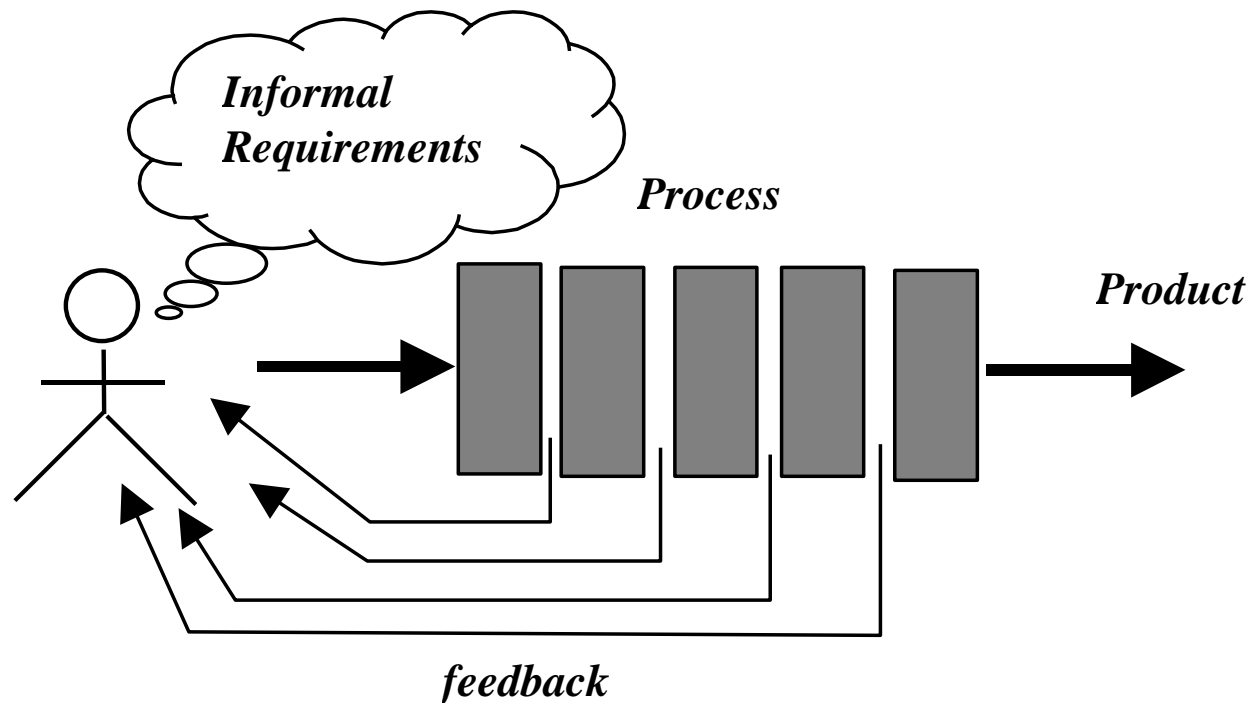 Informal
Requirements
Process
Product
feedback